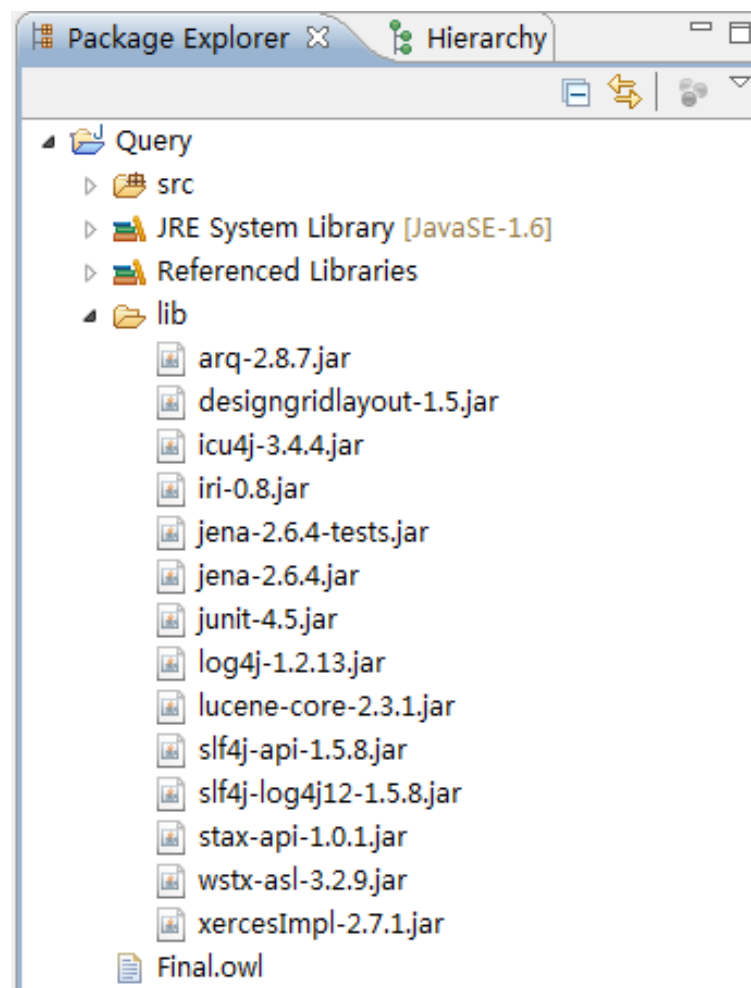 Package Explorer Hierarchy
Query
src
JRE System Library [JavaSE-1.6]
Referenced Libraries
lib
arq-2.8.7.jar
designgridlayout-1.5.jar
icu4j-3.4.4.jar
iri-0.8.jar
jena-2.6.4-tests.jar
jena-2.6.4.jar
junit-4.5.jar
log4j-1.2.13.jar
lucene-core-2.3.1.jar
slf4j-api-1.5.8.jar
slf4j-log4j12-1.5.8.jar
stax-api-1.0.1.jar
wstx-asl-3.2.9.jar
xercesImpl-2.7.1.jar
Final.owl